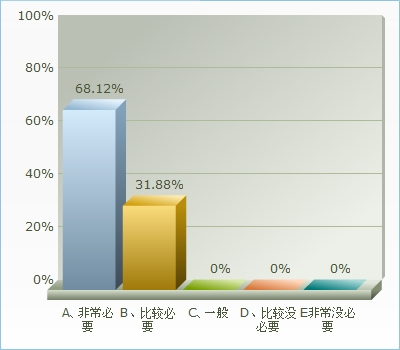 100%
80%
60%
40%
20%
0%
68.12%
31.88%
0%
0%
0%
A、非常必
要
B、比较必
要
C、一般
D、比较没
必要
E非常没必
要